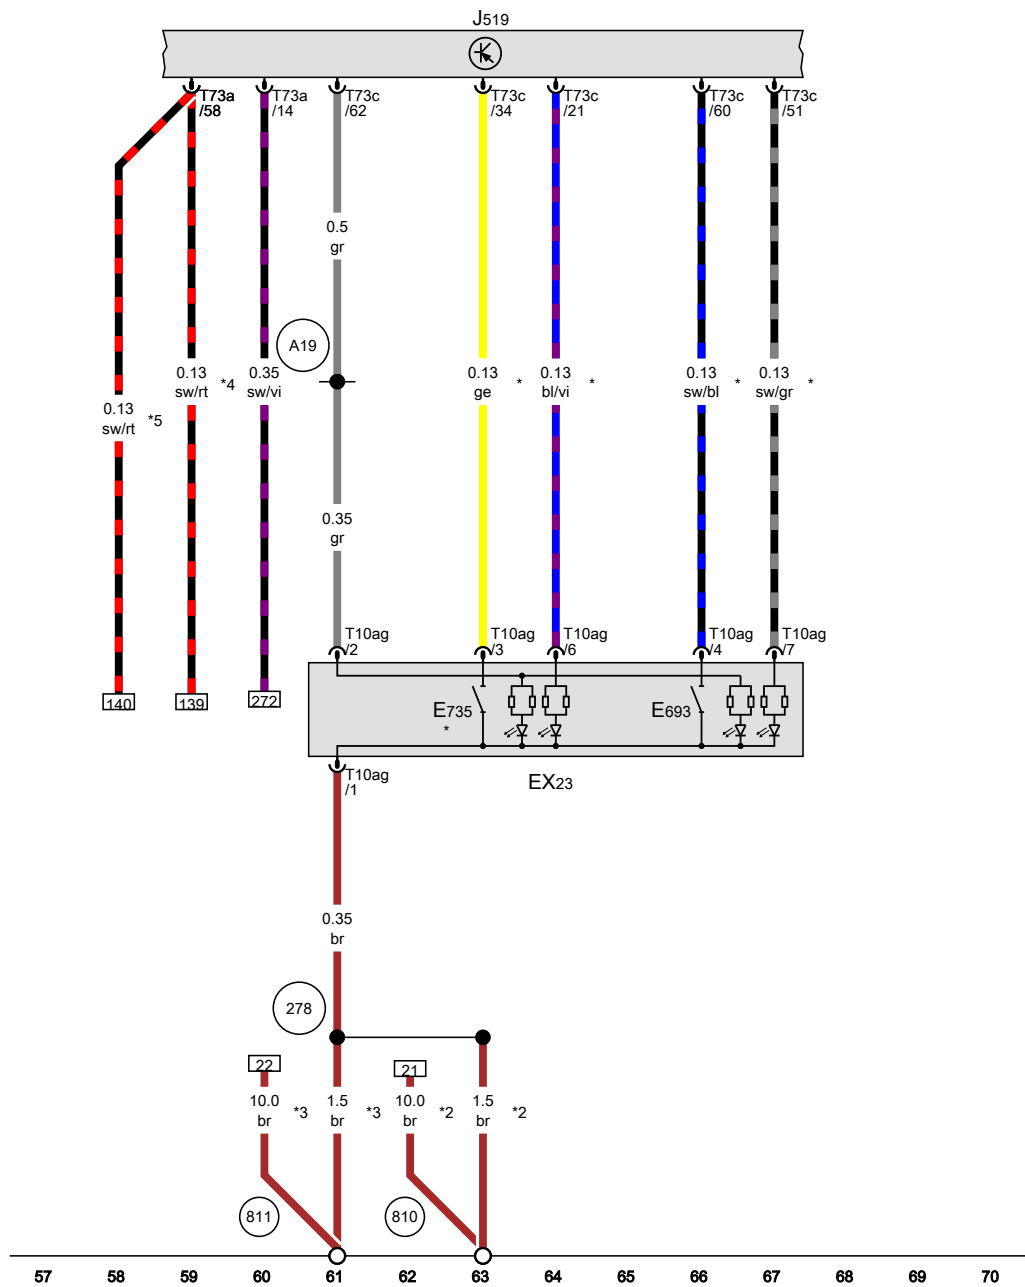 J519
T73a
/58
T73a
/14
T73c
/62
T73c
/34
T73c
/21
T73c
/60
T73c
/51
0.5
gr
A19
0.13
sw/rt
*5
0.13
sw/rt
*4
0.35
sw/vi
0.13
ge
*
0.13
bl/vi
*
0.13
sw/bl
*
0.13
sw/gr
*
0.35
gr
T10ag
/2
T10ag
/3
T10ag
/6
T10ag
/4
T10ag
/7
140
139
272
E735
*
E693
T10ag
/1
EX23
0.35
br
278
22
21
10.0
br
*3
1.5
br
*3
10.0
br
*2
1.5
br
*2
811
810
57 58 59 60 61 62 63 64 65 66 67 68 69 70